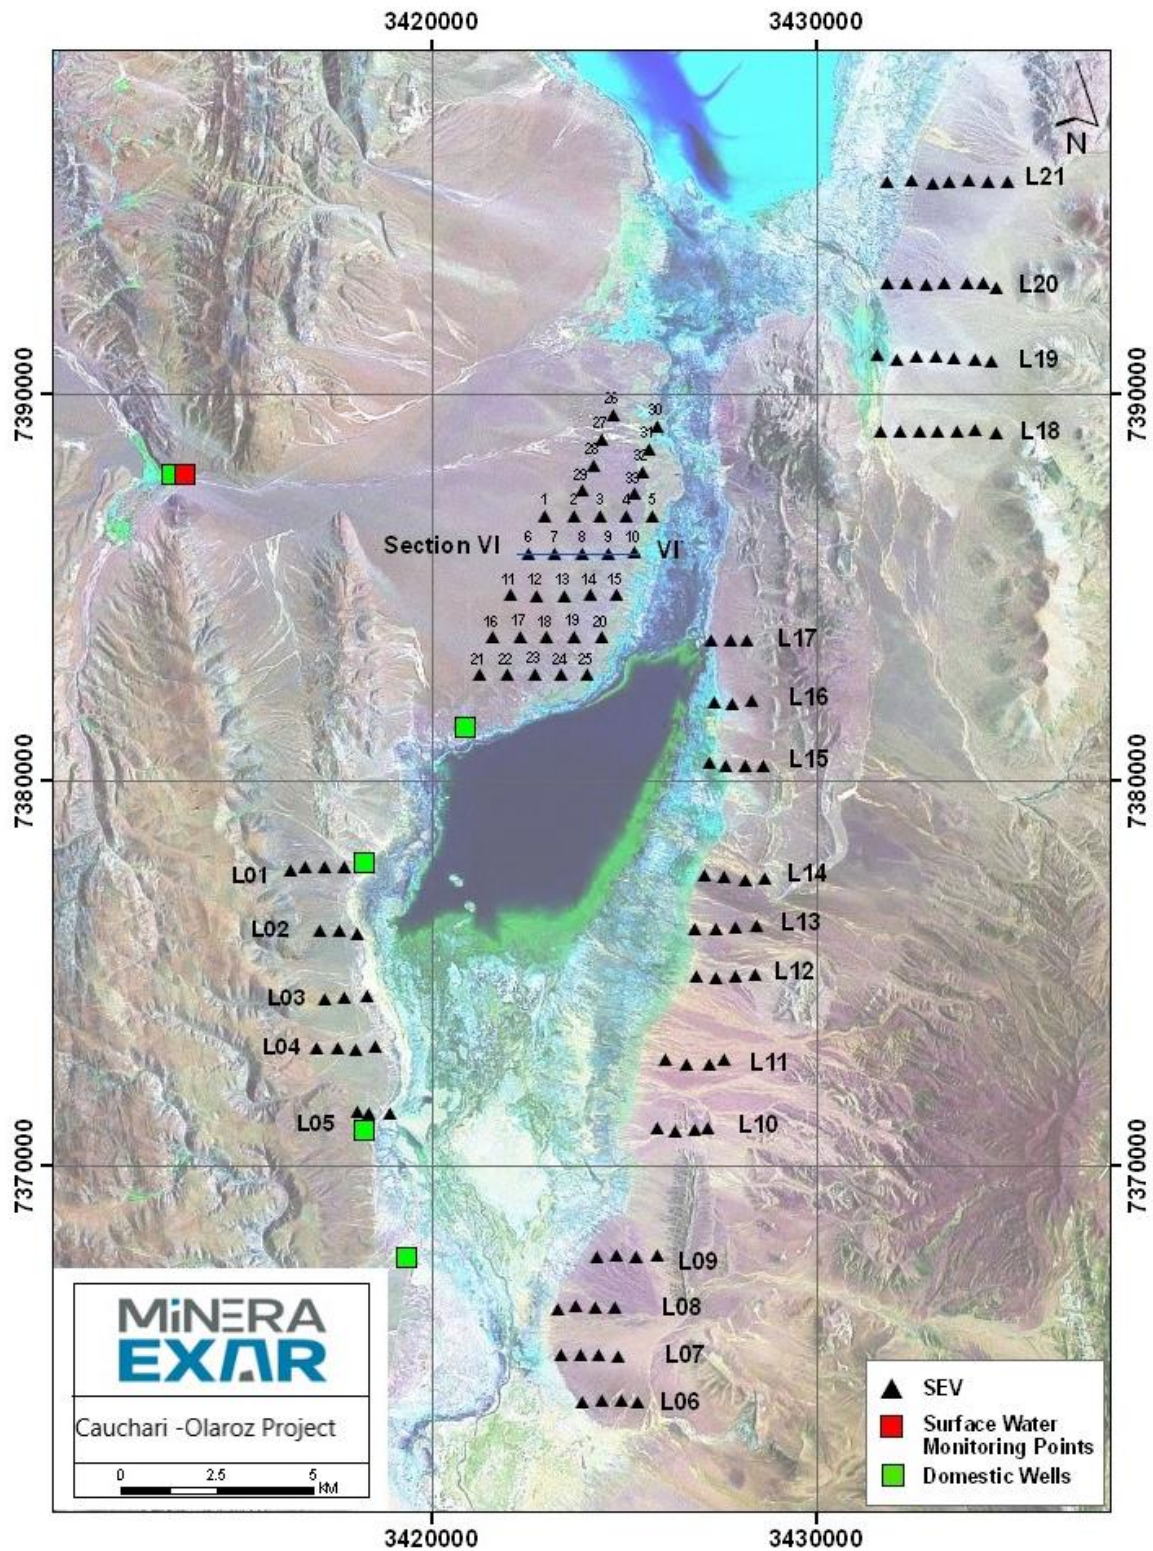 3420000
3430000
N
L21
L20
L19
L18
7390000
7390000
26
30
27
31
28
32
29
33
1
2
3
4
5
Section VI
6
7
8
9
10
VI'
11
12
13
14
15
16
17
18
19
20
21
22
23
24
25
L17
L16
L15
7380000
7380000
L01
L14
L02
L13
L03
L12
L04
L11
L05
L10
7370000
7370000
L09
L08
L07
L06
MiNERA
EXAR
Cauchari -Olaroz Project
0 2.5 5
KM
SEV
Surface Water
Monitoring Points
Domestic Wells
3420000
3430000